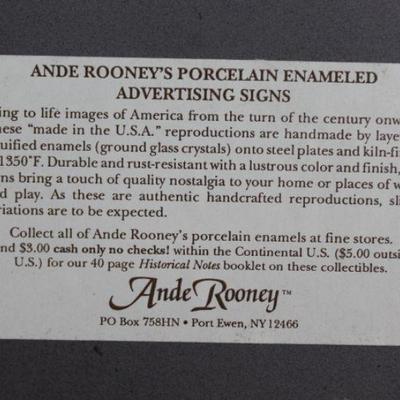 ANDE ROONEY'S PORCELAIN ENAMELED
ADVERTISING SIGNS
ing to life images of America from the turn of the century onw
ese "made in the U.S.A." reproductions are handmade by laye
uified enamels (ground glass crystals) onto steel plates and kiln-fi
1350°F. Durable and rust-resistant with a lustrous color and finish,
ns bring a touch of quality nostalgia to your home or places of w
d play. As these are authentic handcrafted reproductions, sli
riations are to be expected.
Collect all of Ande Rooney's porcelain enamels at fine stores.
nd $3.00 cash only no checks! within the Continental U.S. ($5.00 outsi
U.S.) for our 40 page Historical Notes booklet on these collectibles.
Ande Rooney™
PO Box 758HN • Port Ewen, NY 12466